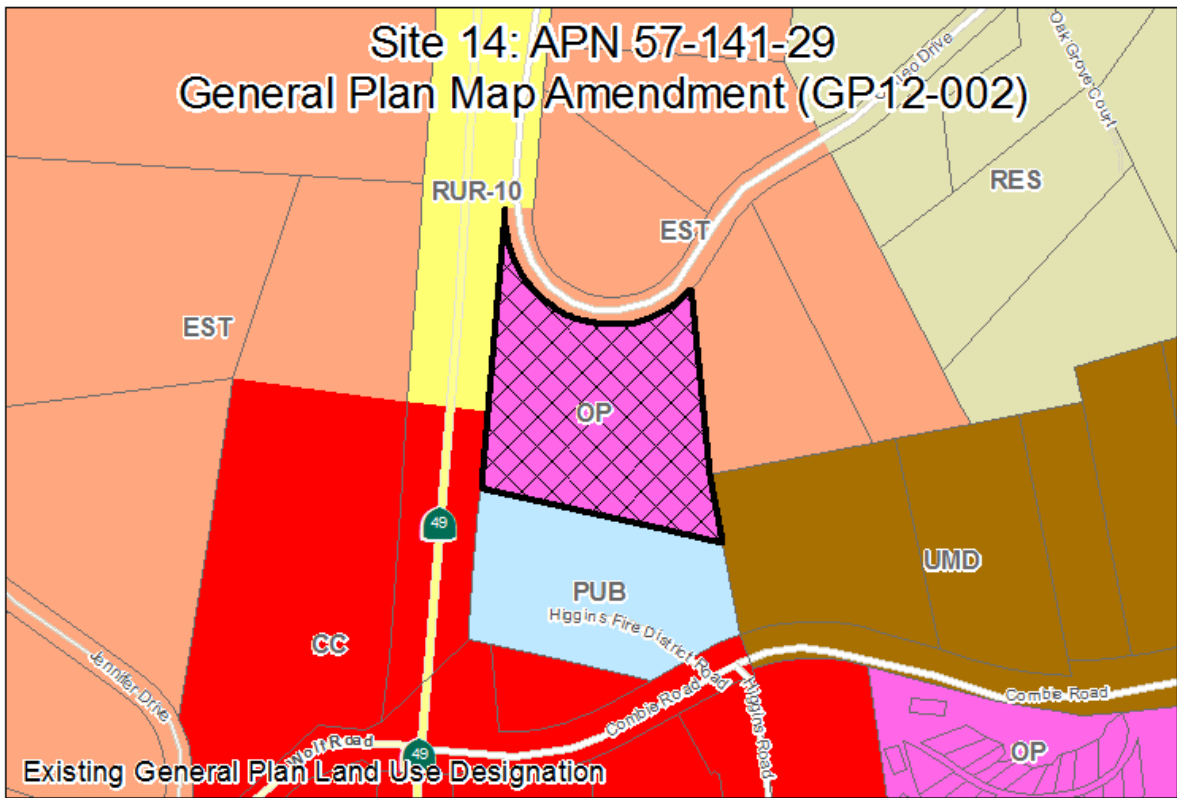 Site 14: APN 57-141-29
General Plan Map Amendment (GP12-002)
Drive
Oak Grove Court
RUR-10
RES
EST
EST
OP
49
UMD
PUB
Higgins Fire District Road
CC
Jennifer Drive
Combie Road
Higgins Road
Combie Road
Wolf Road
49
OP
Existing General Plan Land Use Designation